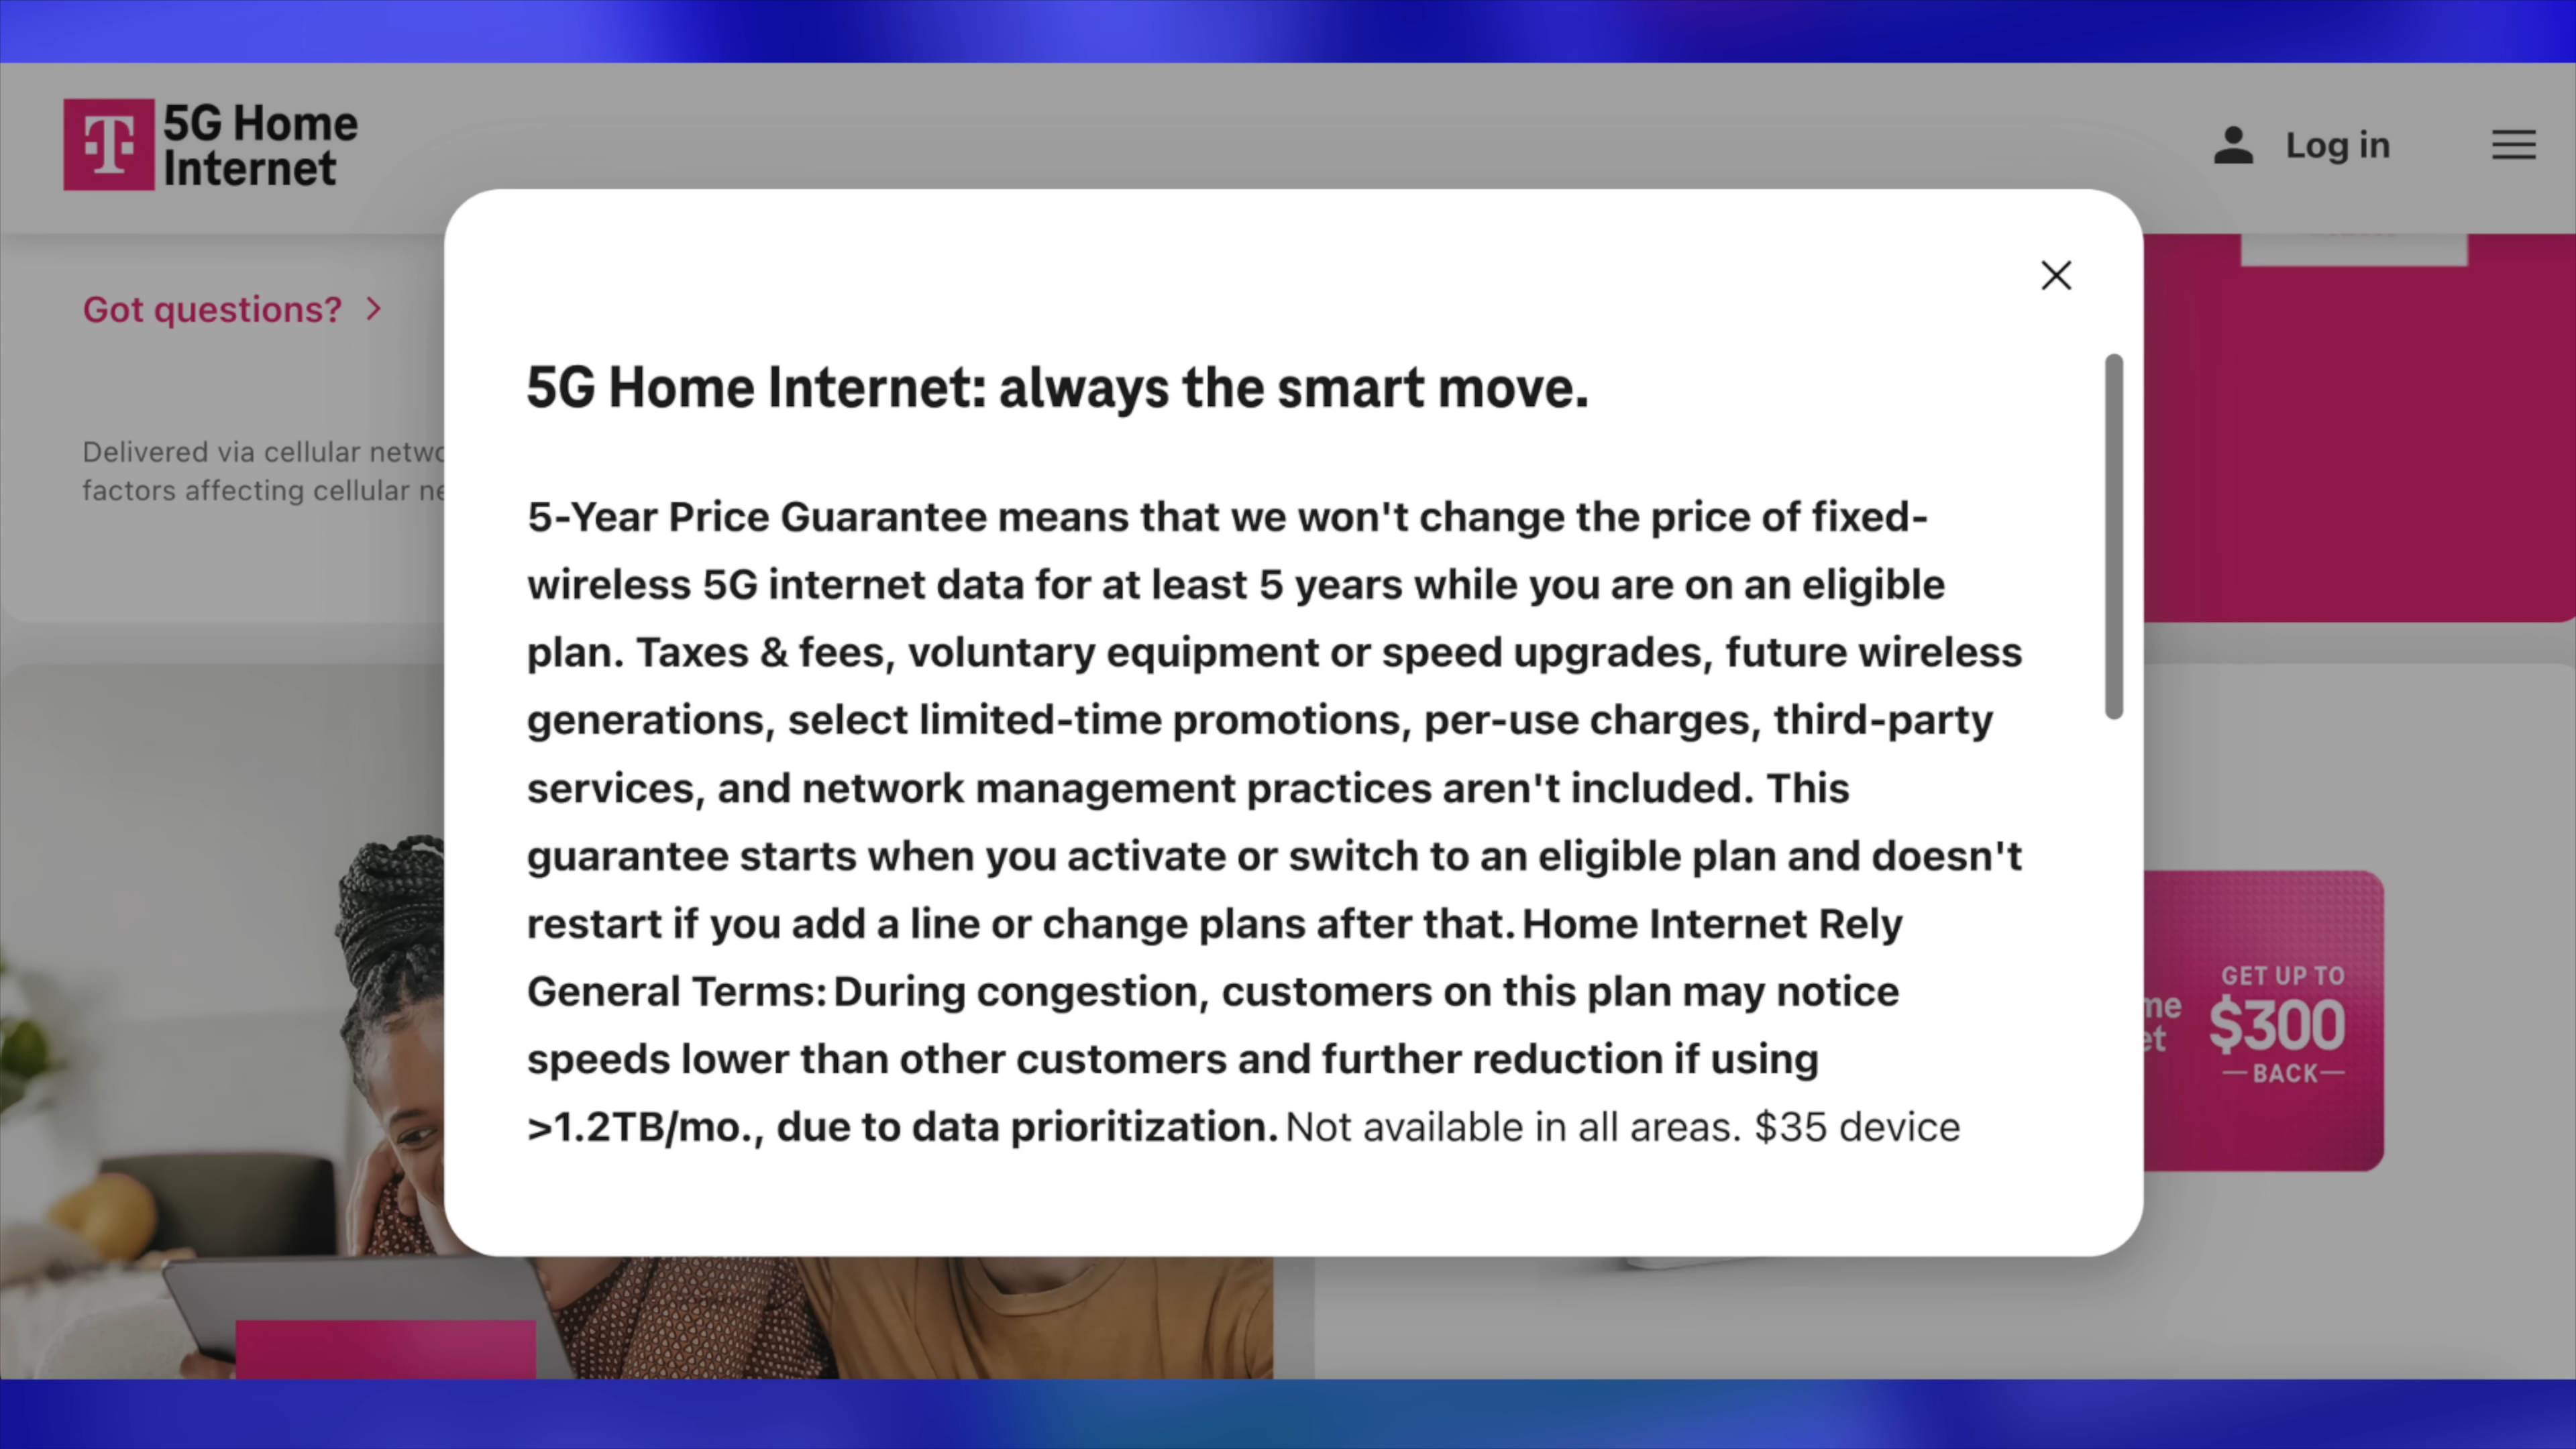 5G Home
Internet
Log in
Got questions?
Delivered via cellular netwo
factors affecting cellular ne
5G Home Internet: always the smart move.
5-Year Price Guarantee means that we won't change the price of fixed-
wireless 5G internet data for at least 5 years while you are on an eligible
plan. Taxes & fees, voluntary equipment or speed upgrades, future wireless
generations, select limited-time promotions, per-use charges, third-party
services, and network management practices aren't included. This
guarantee starts when you activate or switch to an eligible plan and doesn't
restart if you add a line or change plans after that. Home Internet Rely
General Terms: During congestion, customers on this plan may notice
speeds lower than other customers and further reduction if using
>1.2TB/mo., due to data prioritization. Not available in all areas. $35 device
me
et
GET UP TO
$300
BACK